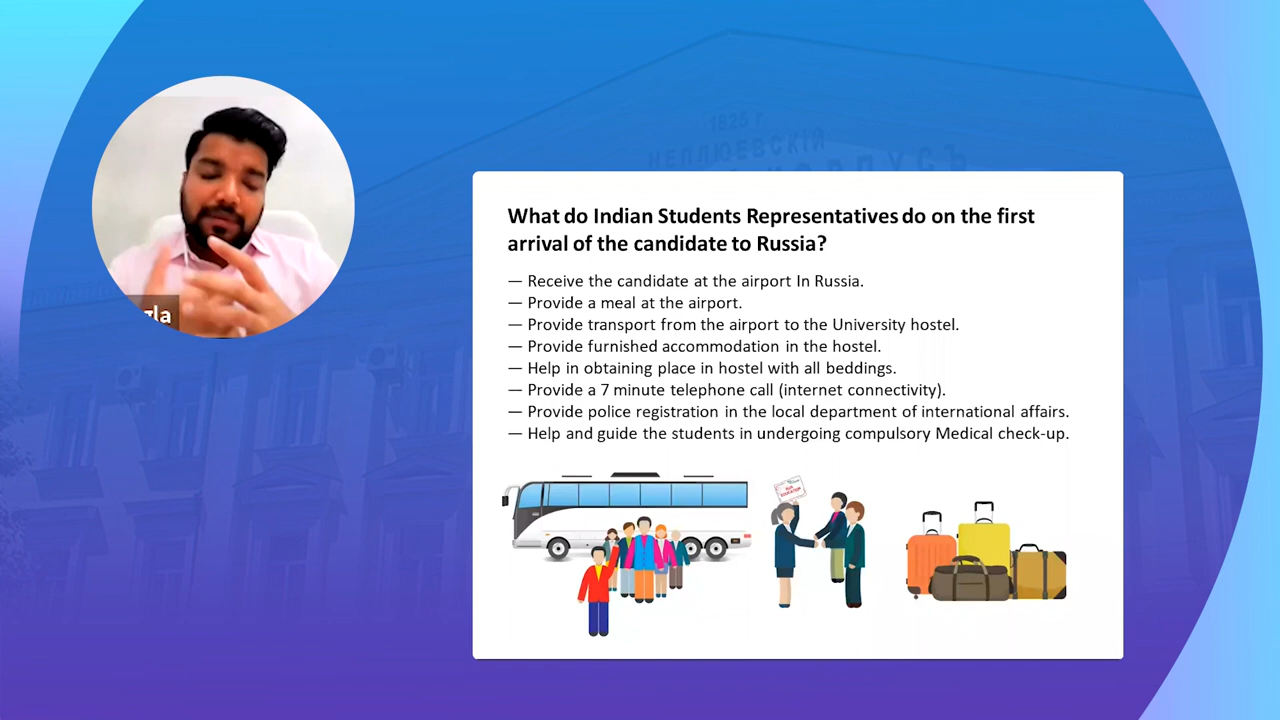 1825 г.
НЕПЛЮЕВСКIЙ
gla
What do Indian Students Representatives do on the first
arrival of the candidate to Russia?
— Receive the candidate at the airport In Russia.
— Provide a meal at the airport.
— Provide transport from the airport to the University hostel.
— Provide furnished accommodation in the hostel.
— Help in obtaining place in hostel with all beddings.
— Provide a 7 minute telephone call (internet connectivity).
— Provide police registration in the local department of international affairs.
— Help and guide the students in undergoing compulsory Medical check-up.